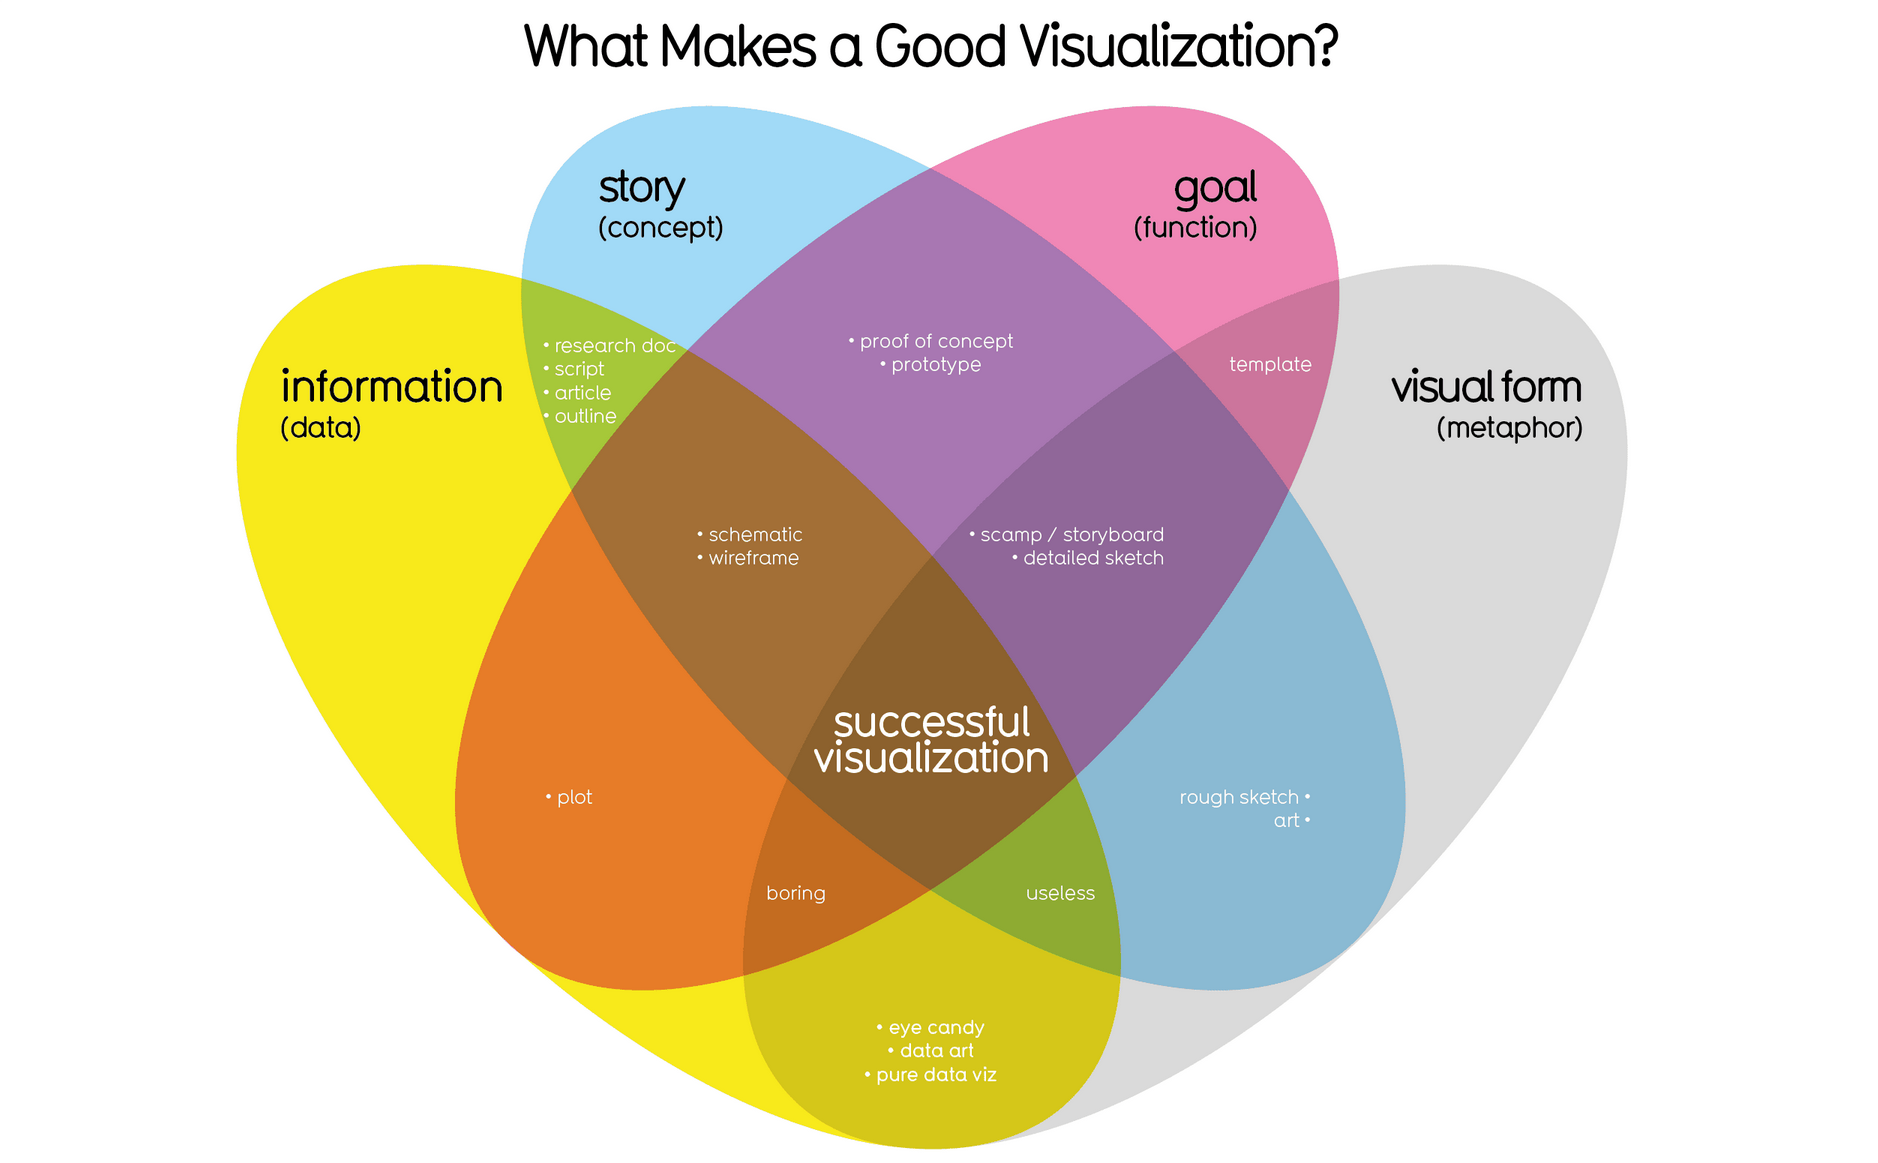 What Makes a Good Visualization?
story
(concept)
goal
(function)
information
(data)
visual form
(metaphor)
• research doc
• script
• article
• outline
• proof of concept
• prototype
template
• schematic
• wireframe
• scamp / storyboard
• detailed sketch
successful
visualization
• plot
rough sketch •
art •
boring
useless
• eye candy
• data art
• pure data viz